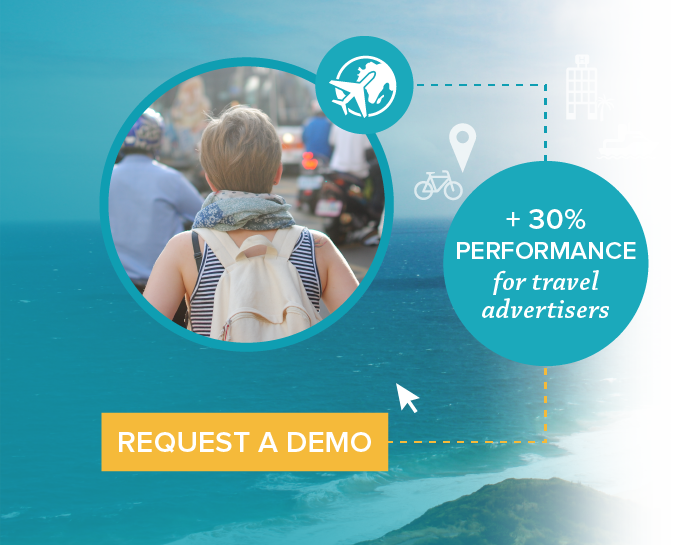 + 30%
PERFORMANCE
for travel
advertisers
REQUEST A DEMO